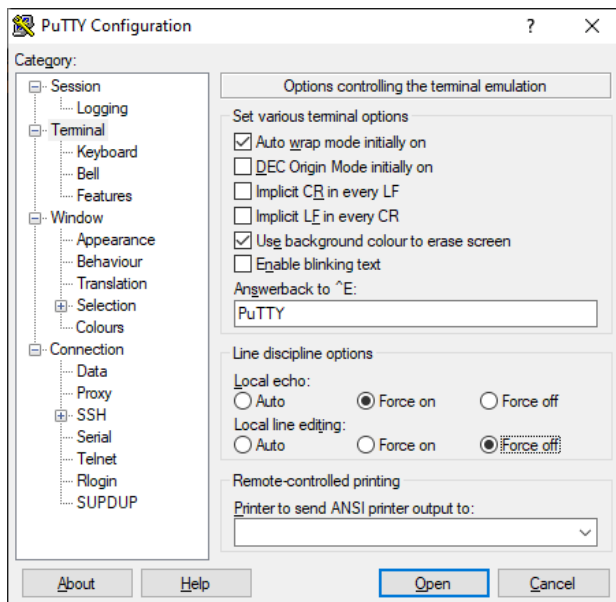 PuTTY Configuration
?
Category:
Session
Logging
Terminal
Keyboard
Bell
Features
Window
Appearance
Behaviour
Translation
Selection
Colours
Connection
Data
Proxy
SSH
Serial
Telnet
Rlogin
SUPDUP
Options controlling the terminal emulation
Set various terminal options
Auto wrap mode initially on
DEC Origin Mode initially on
Implicit CR in every LF
Implicit LF in every CR
Use background colour to erase screen
Enable blinking text
Answerback to ^E:
PuTTY
Line discipline options
Local echo:
Auto Force on Force off
Local line editing:
Auto Force on Force off
Remote-controlled printing
Printer to send ANSI printer output to:
About Help Open Cancel